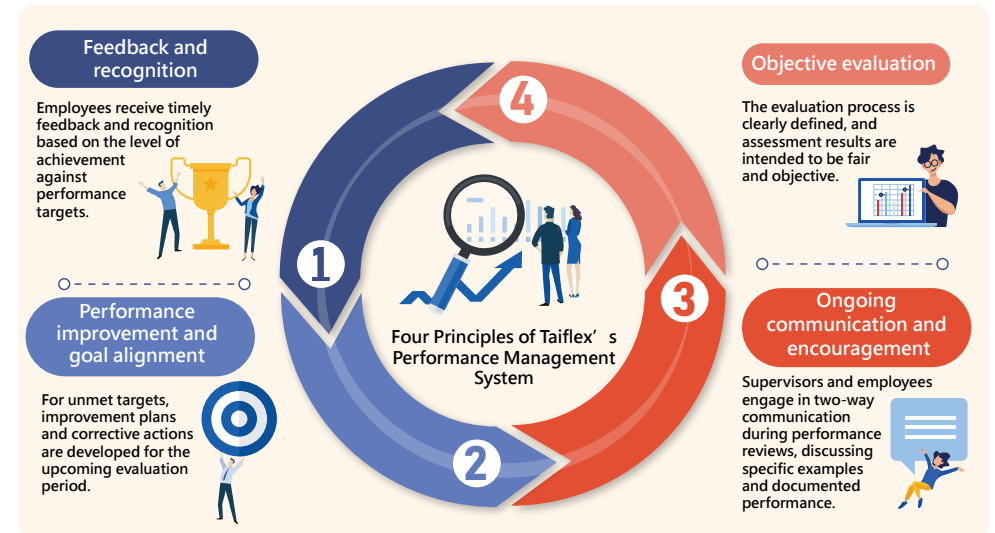 Feedback and
recognition
Employees receive timely
feedback and recognition
based on the level of
achievement
against
performance
targets.
1
Performance
improvement and
goal alignment
For unmet targets,
improvement plans
and corrective actions
are developed for the
upcoming evaluation
period.
2
Four Principles of Taiflex’ s
Performance Management
System
4
Objective evaluation
The evaluation process is
clearly defined, and
assessment results are
intended to be fair
and objective.
3
Ongoing
communication and
encouragement
Supervisors and employees
engage in two-way
communication
during performance
reviews, discussing
specific examples
and documented
performance.